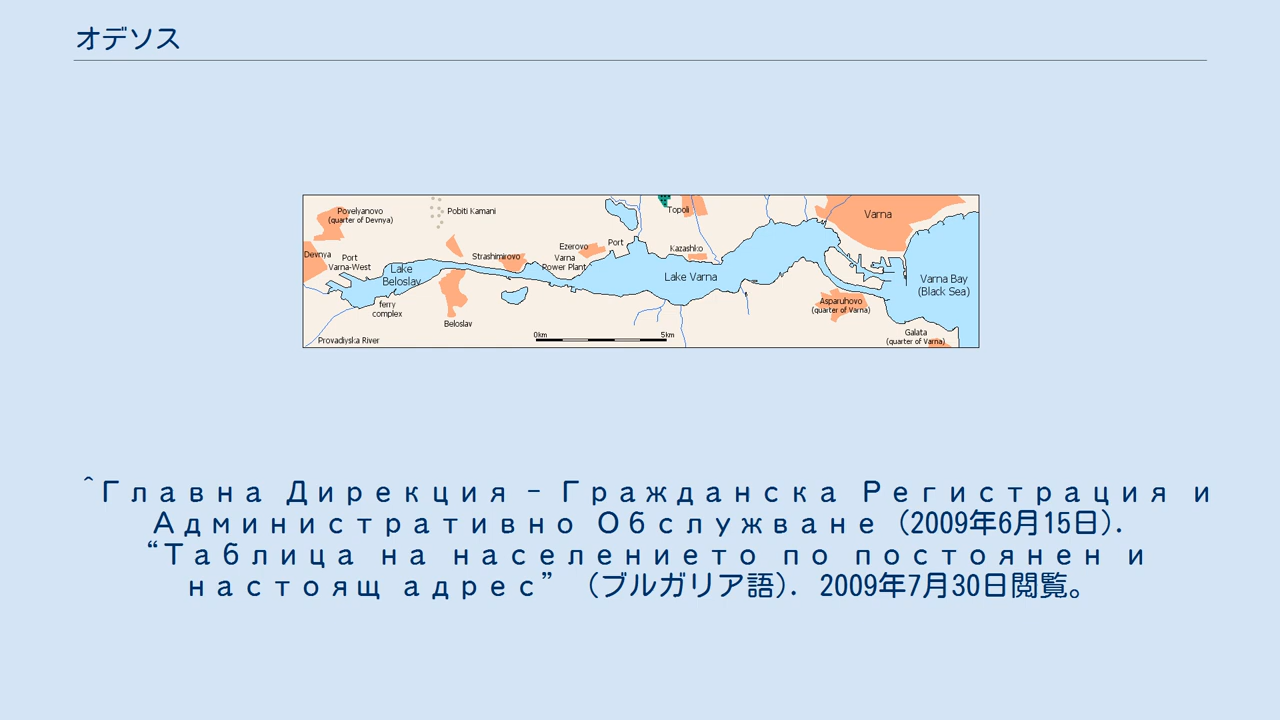 オデソス
Povelyanovo
(quarter of Devnya)
Pobiti Kamani
Topoli
Varna
Devnya
Port
Varna-West
Lake
Beloslav
Strashimirovo
Ezerovo
Port
Varna
Power Plant
Kazashko
Lake Varna
Varna Bay
(Black Sea)
ferry
complex
Beloslav
Asparuhovo
(quarter of Varna)
Provadiyska River
0km
5km
Galata
(quarter of Varna)
^Главна Дирекция - Гражданска Регистрация и
Административно Обслужване (2009年6月15日).
“Таблица на населението по постоянен и
настоящ адрес” (ブルガリア語). 2009年7月30日閲覧。